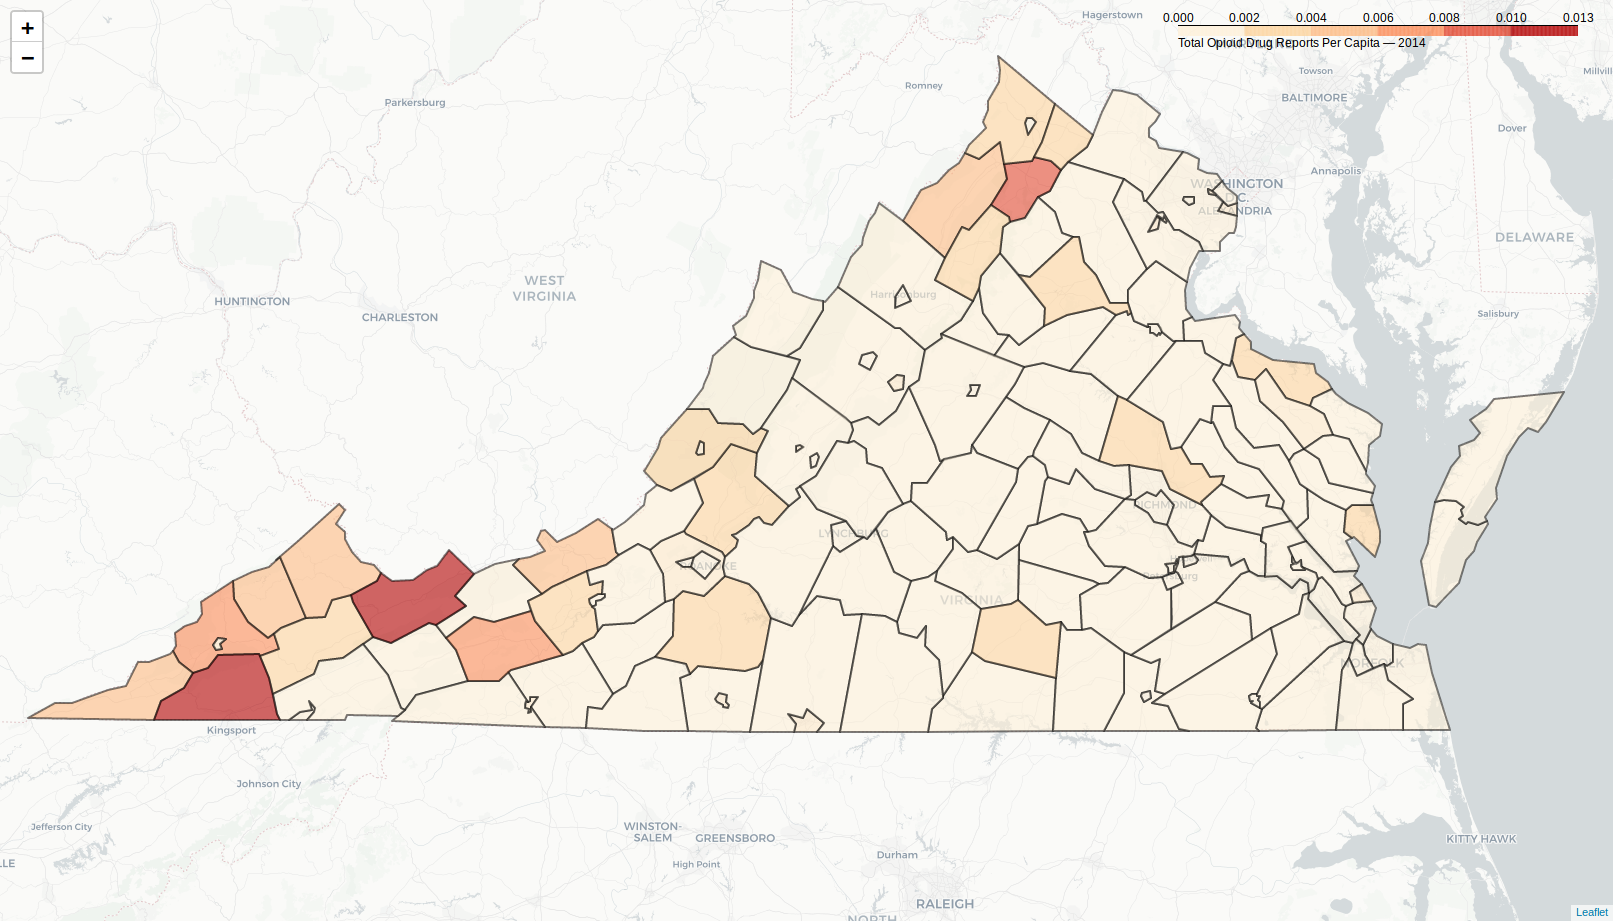 +
−
Hagerstown
0.000 0.002 0.004 0.006 0.008 0.010 0.013
Total Opioid Drug Reports Per Capita — 2014
Romney
Towson
Millvill
Parkersburg
BALTIMORE
Dover
Annapolis
WASHINGTON
D.C.
ALEXANDRIA
DELAWARE
WEST
VIRGINIA
HUNTINGTON
Harrisonburg
CHARLESTON
Salisbury
RICHMOND
LYNCHBURG
ROANOKE
Hopewell
Petersburg
VIRGINIA
NORFOLK
Kingsport
Johnson City
Jefferson City
WINSTON-
SALEM
GREENSBORO
KITTY HAWK
Durham
High Point
LLE
RALEIGH
NORTH
Leaflet